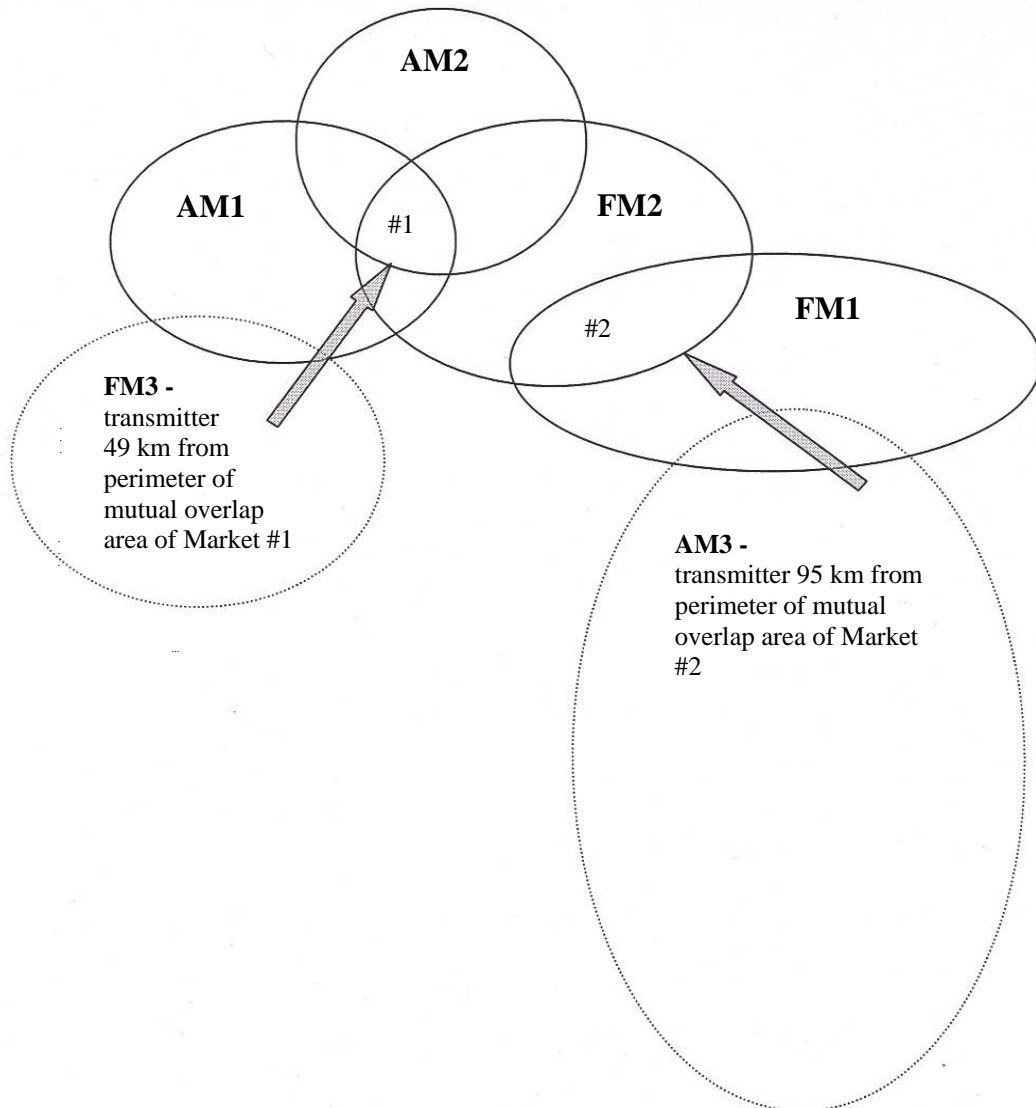 AM2
AM1
#1
FM2
#2
FM1
FM3 -
transmitter
49 km from
perimeter of
mutual overlap
area of Market #1
AM3 -
transmitter 95 km from
perimeter of mutual
overlap area of Market
#2